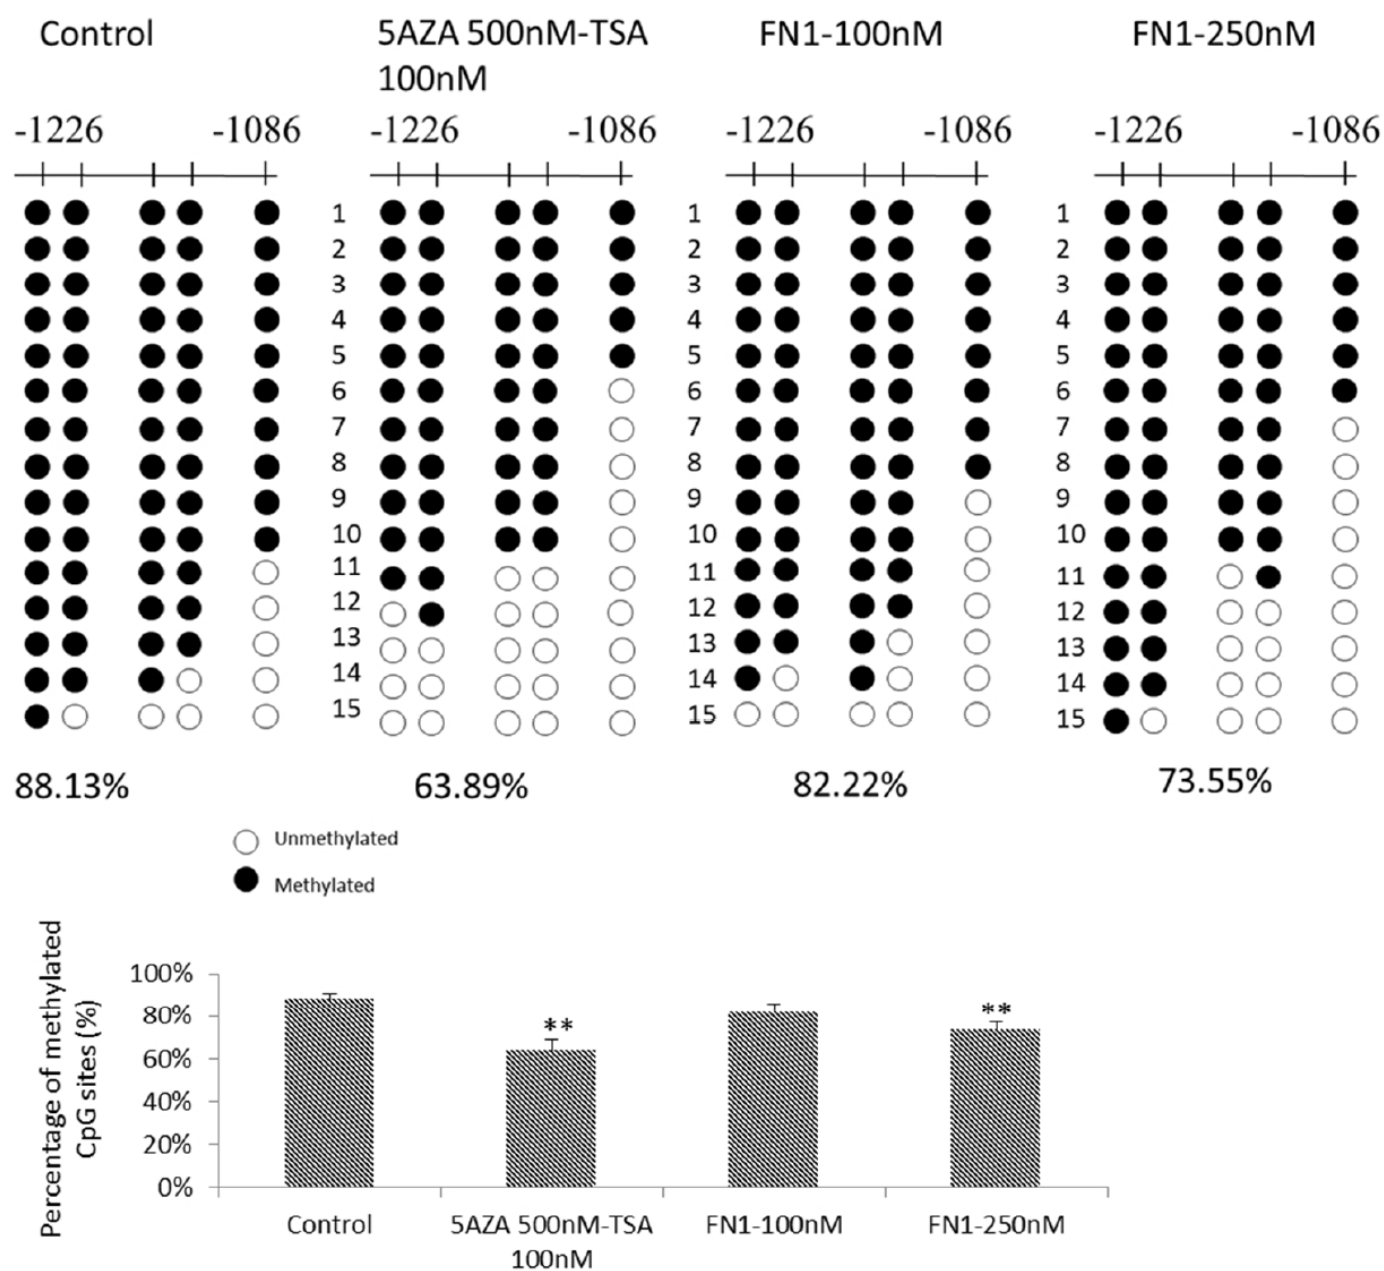 Control 5AZA 500nM-TSA FN1-100nM FN1-250nM
100nM
-1226 -1086 -1226 -1086 -1226 -1086 -1226 -1086
1 1 1
2 2 2
3 3 3
4 4 4
5 5 5
6 6 6
7 7 7
8 8 8
9 9 9
10 10 10
11 11 11
12 12 12
13 13 13
14 14 14
15 15 15
88.13% 63.89% 82.22% 73.55%
Unmethylated
Methylated
Percentage of methylated
CpG sites (%)
100%
80%
60%
40%
20%
0%
**
**
Control 5AZA 500nM-TSA FN1-100nM FN1-250nM
100nM